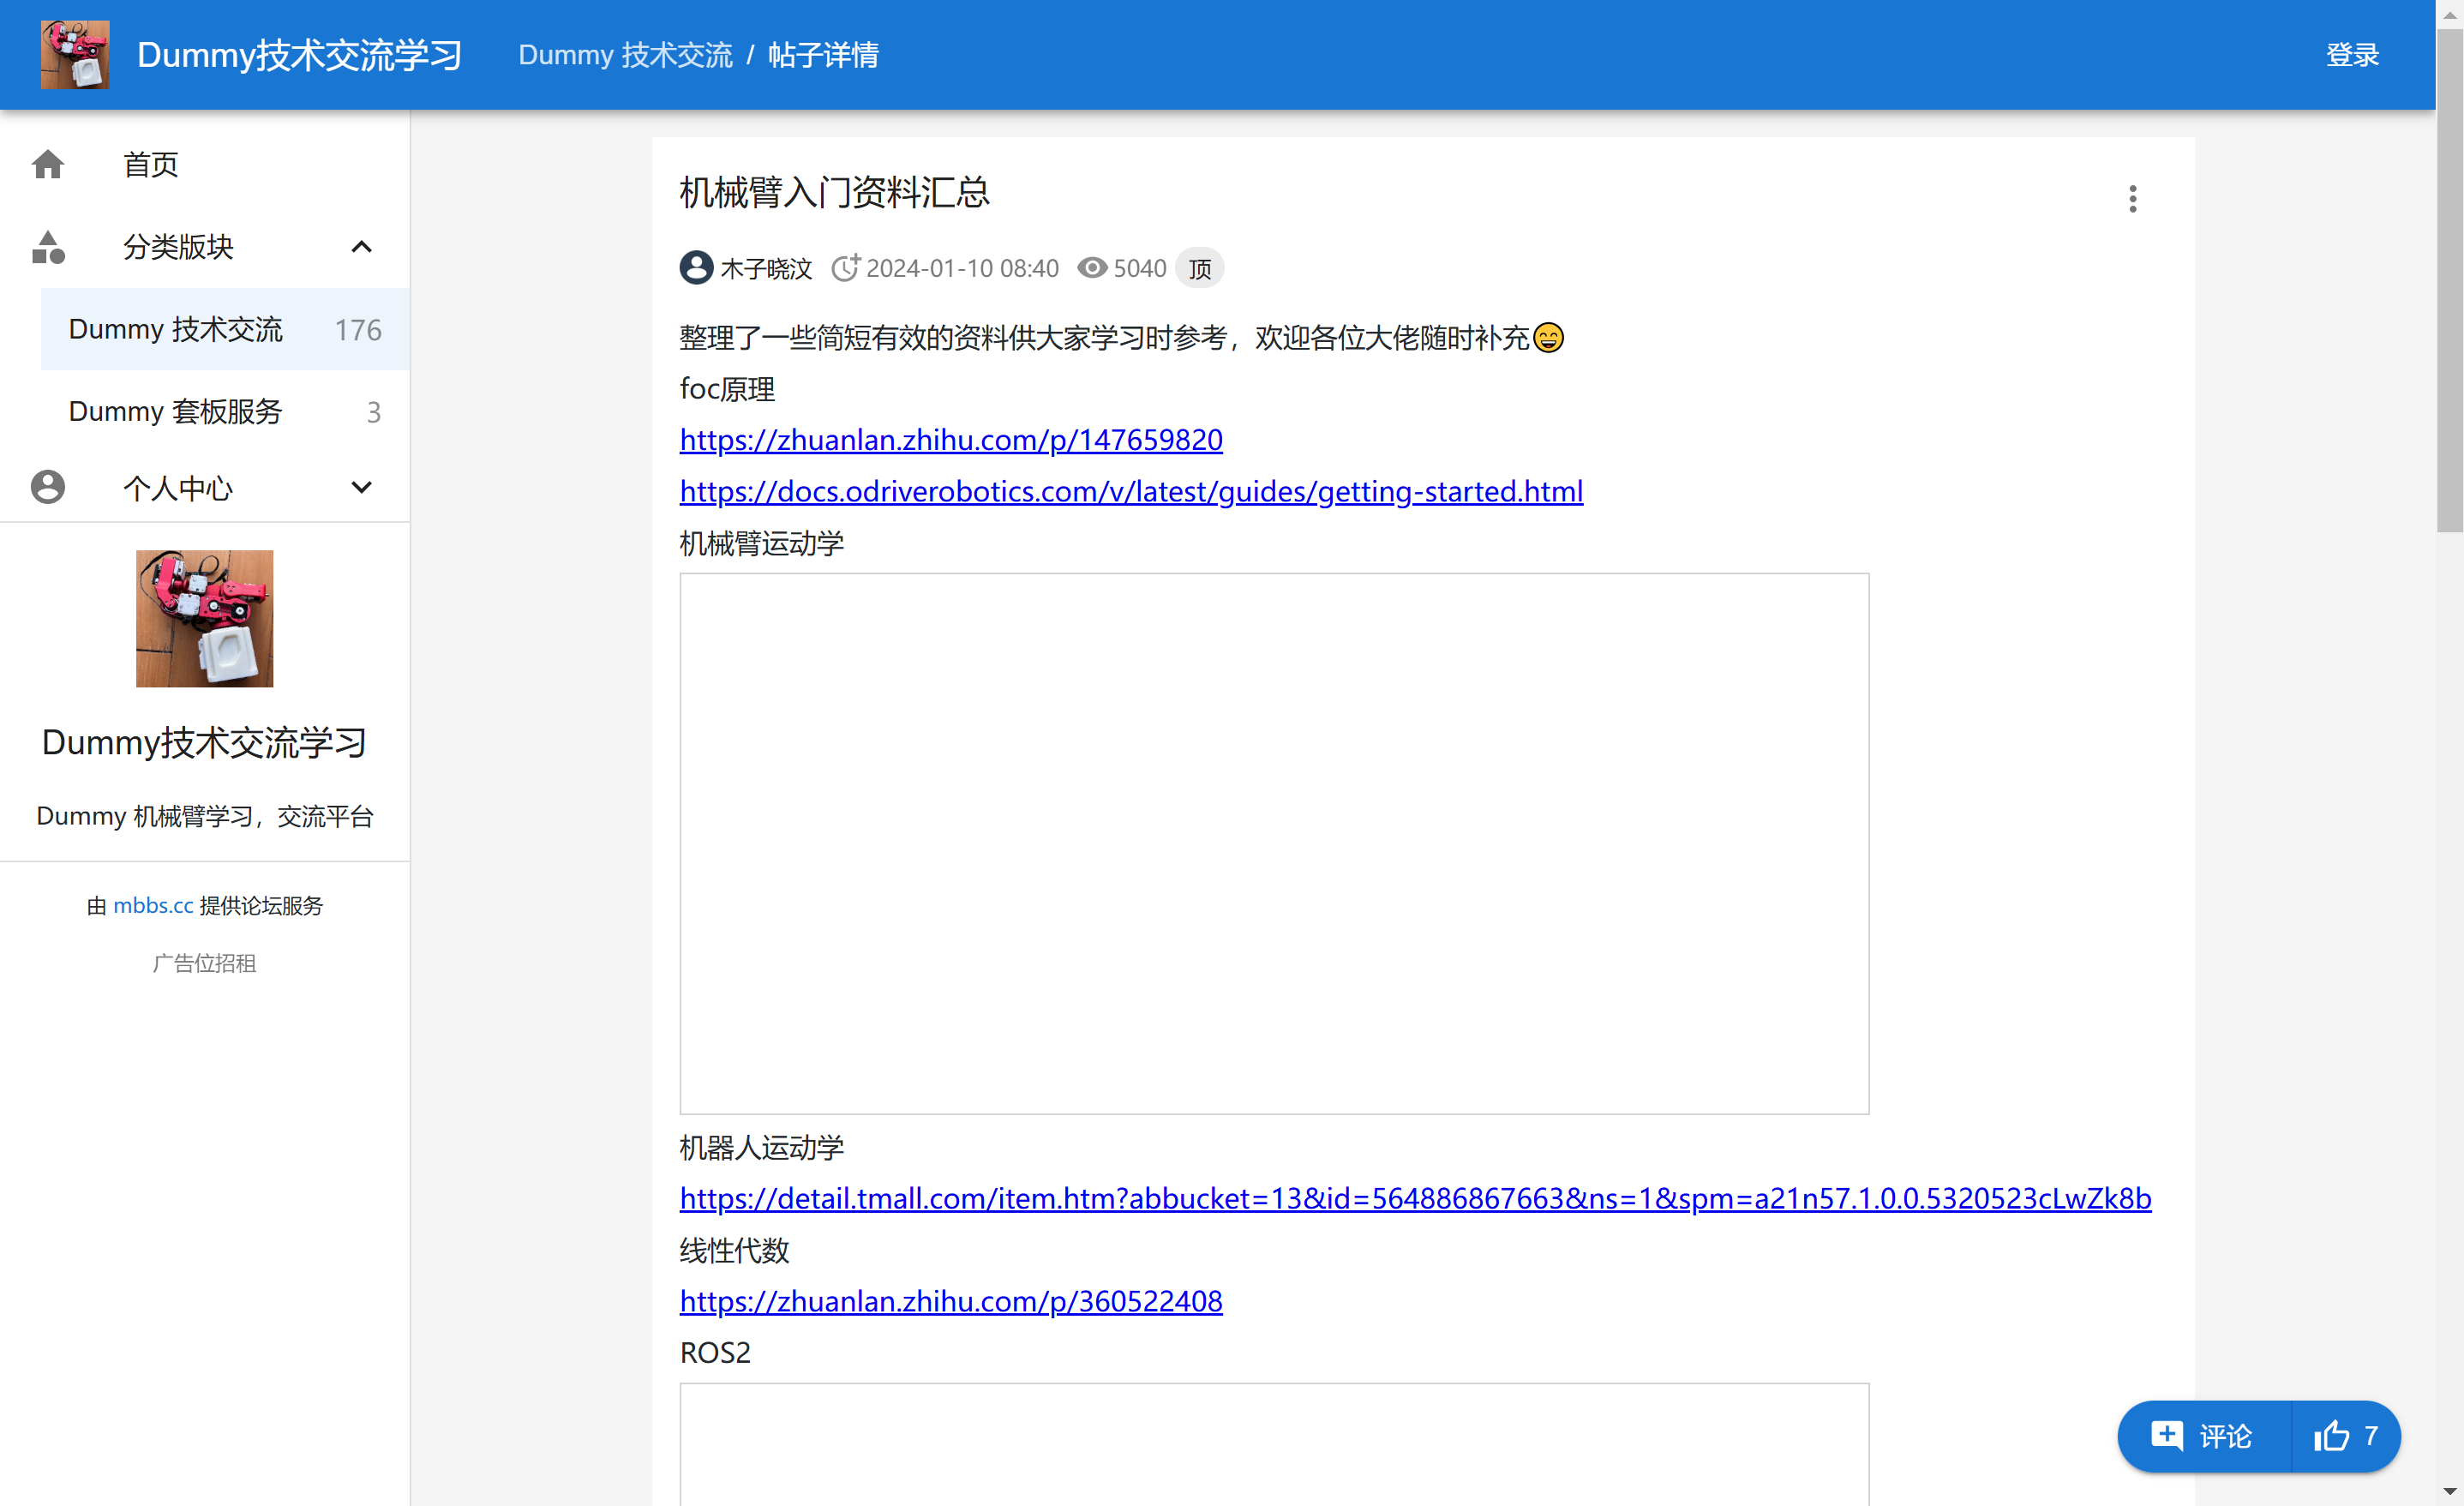 Dummy技术交流学习
Dummy 技术交流 / 帖子详情
登录
首页
分类版块
Dummy 技术交流 176
Dummy 套板服务 3
个人中心
Dummy技术交流学习
Dummy 机械臂学习，交流平台
由 mbbs.cc 提供论坛服务
广告位招租
机械臂入门资料汇总
木子晓汶 2024-01-10 08:40 5040 顶
整理了一些简短有效的资料供大家学习时参考，欢迎各位大佬随时补充😄
foc原理
https://zhuanlan.zhihu.com/p/147659820
https://docs.odriverobotics.com/v/latest/guides/getting-started.html
机械臂运动学
机器人运动学
https://detail.tmall.com/item.htm?abbucket=13&id=564886867663&ns=1&spm=a21n57.1.0.0.5320523cLwZk8b
线性代数
https://zhuanlan.zhihu.com/p/360522408
ROS2
评论 7